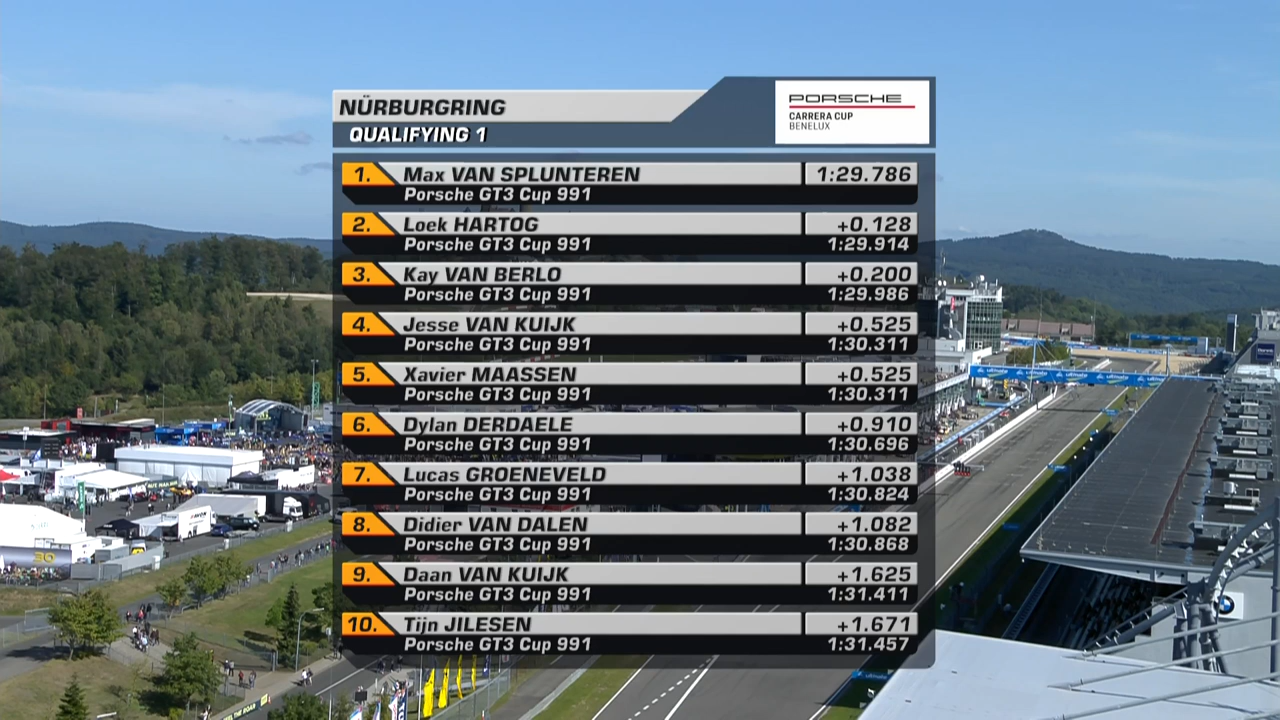 NÜRBURGRING
QUALIFYING 1
PORSCHE
CARRERA CUP
BENELUX
1. Max VAN SPLUNTEREN 1:29.786
Porsche GT3 Cup 991
2. Loek HARTOG +0.128
Porsche GT3 Cup 991 1:29.914
3. Kay VAN BERLO +0.200
Porsche GT3 Cup 991 1:29.986
4. Jesse VAN KUIJK +0.525
Porsche GT3 Cup 991 1:30.311
5. Xavier MAASSEN +0.525
Porsche GT3 Cup 991 1:30.311
6. Dylan DERDAELE +0.910
Porsche GT3 Cup 991 1:30.696
7. Lucas GROENEVELD +1.038
Porsche GT3 Cup 991 1:30.824
8. Didier VAN DALEN +1.082
Porsche GT3 Cup 991 1:30.868
9. Daan VAN KUIJK +1.625
Porsche GT3 Cup 991 1:31.411
10. Tijn JILESEN +1.671
Porsche GT3 Cup 991 1:31.457
30
BMW